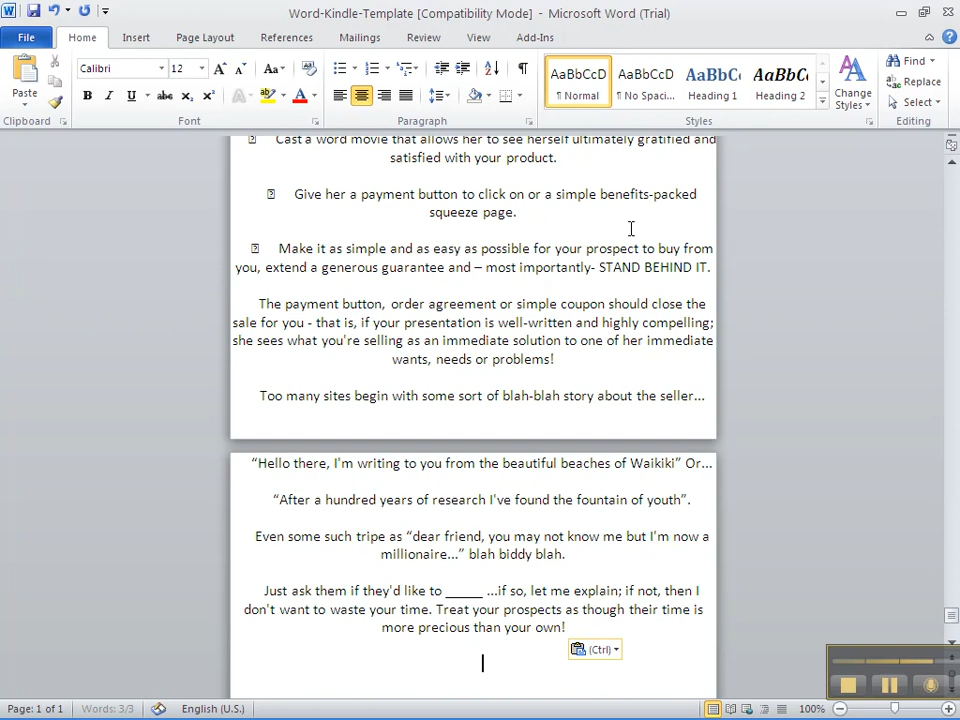 Word-Kindle-Template [Compatibility Mode] - Microsoft Word (Trial)
File Home Insert Page Layout References Mailings Review View Add-Ins
Calibri 12 Aa AaBbCcD AaBbCcD AaBbC AaBbC Find
Replace
Paste B I U abc x₂ x² A ab A ¶ Normal ¶ No Spaci... Heading 1 Heading 2 Change Styles Select
Clipboard Font Paragraph Styles Editing
Cast a word movie that allows her to see herself ultimately gratified and
satisfied with your product.
Give her a payment button to click on or a simple benefits-packed
squeeze page.
Make it as simple and as easy as possible for your prospect to buy from
you, extend a generous guarantee and – most importantly- STAND BEHIND IT.
The payment button, order agreement or simple coupon should close the
sale for you - that is, if your presentation is well-written and highly compelling;
she sees what you're selling as an immediate solution to one of her immediate
wants, needs or problems!
Too many sites begin with some sort of blah-blah story about the seller...
“Hello there, I'm writing to you from the beautiful beaches of Waikiki” Or...
“After a hundred years of research I've found the fountain of youth”.
Even some such tripe as “dear friend, you may not know me but I'm now a
millionaire...” blah biddy blah.
Just ask them if they'd like to _____ ...if so, let me explain; if not, then I
don't want to waste your time. Treat your prospects as though their time is
more precious than your own!
(Ctrl)
Page: 1 of 1 Words: 3/3 English (U.S.) 100%